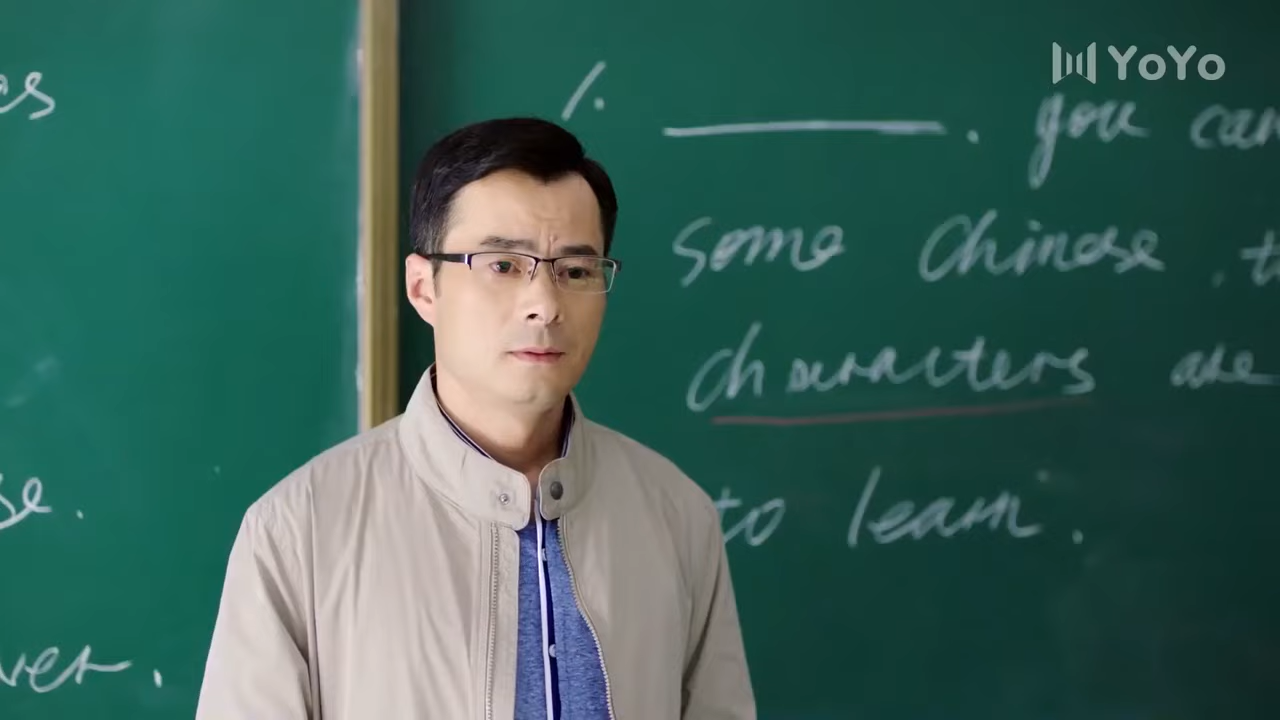 YoYo
es
1. ______. you can
some Chinese, t
characters are
se.
to learn.
ver.